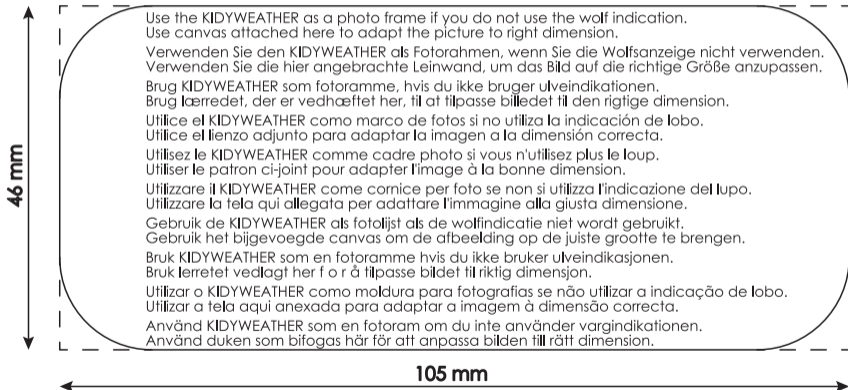 Use the KIDYWEATHER as a photo frame if you do not use the wolf indication.
Use canvas attached here to adapt the picture to right dimension.
Verwenden Sie den KIDYWEATHER als Fotorahmen, wenn Sie die Wolfsanzeige nicht verwenden.
Verwenden Sie die hier angebrachte Leinwand, um das Bild auf die richtige Größe anzupassen.
Brug KIDYWEATHER som fotoramme, hvis du ikke bruger ulveindikationen.
Brug lærredet, der er vedhæftet her, til at tilpasse billedet til den rigtige dimension.
Utilice el KIDYWEATHER como marco de fotos si no utiliza la indicación de lobo.
Utilice el lienzo adjunto para adaptar la imagen a la dimensión correcta.
Utilisez le KIDYWEATHER comme cadre photo si vous n'utilisez plus le loup.
Utiliser le patron ci-joint pour adapter l'image à la bonne dimension.
Utilizzare il KIDYWEATHER come cornice per foto se non si utilizza l'indicazione del lupo.
Utilizzare la tela qui allegata per adattare l'immagine alla giusta dimensione.
Gebruik de KIDYWEATHER als fotolijst als de wolfindicatie niet wordt gebruikt.
Gebruik het bijgevoegde canvas om de afbeelding op de juiste grootte te brengen.
Bruk KIDYWEATHER som en fotoramme hvis du ikke bruker ulveindikasjonen.
Bruk lerretet vedlagt her f o r å tilpasse bildet til riktig dimensjon.
Utilizar o KIDYWEATHER como moldura para fotografias se não utilizar a indicação de lobo.
Utilizar a tela aqui anexada para adaptar a imagem à dimensão correcta.
Använd KIDYWEATHER som en fotoram om du inte använder vargindikationen.
Använd duken som bifogas här för att anpassa bilden till rätt dimension.
46 mm
105 mm